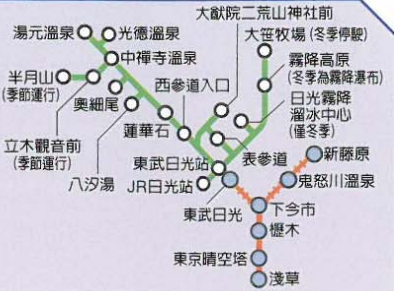 大猷院二荒山神社前
湯元溫泉
光德溫泉
大笹牧場(冬季停駛)
中禪寺溫泉
霧降高原
(冬季為霧降瀑布)
半月山
(季節運行)
西參道入口
日光霧降
溜冰中心
(僅冬季)
奧細尾
蓮華石
立木觀音前
(季節運行)
表參道
新藤原
八汐湯
東武日光站
鬼怒川溫泉
JR日光站
東武日光
下今市
櫪木
東京晴空塔
淺草